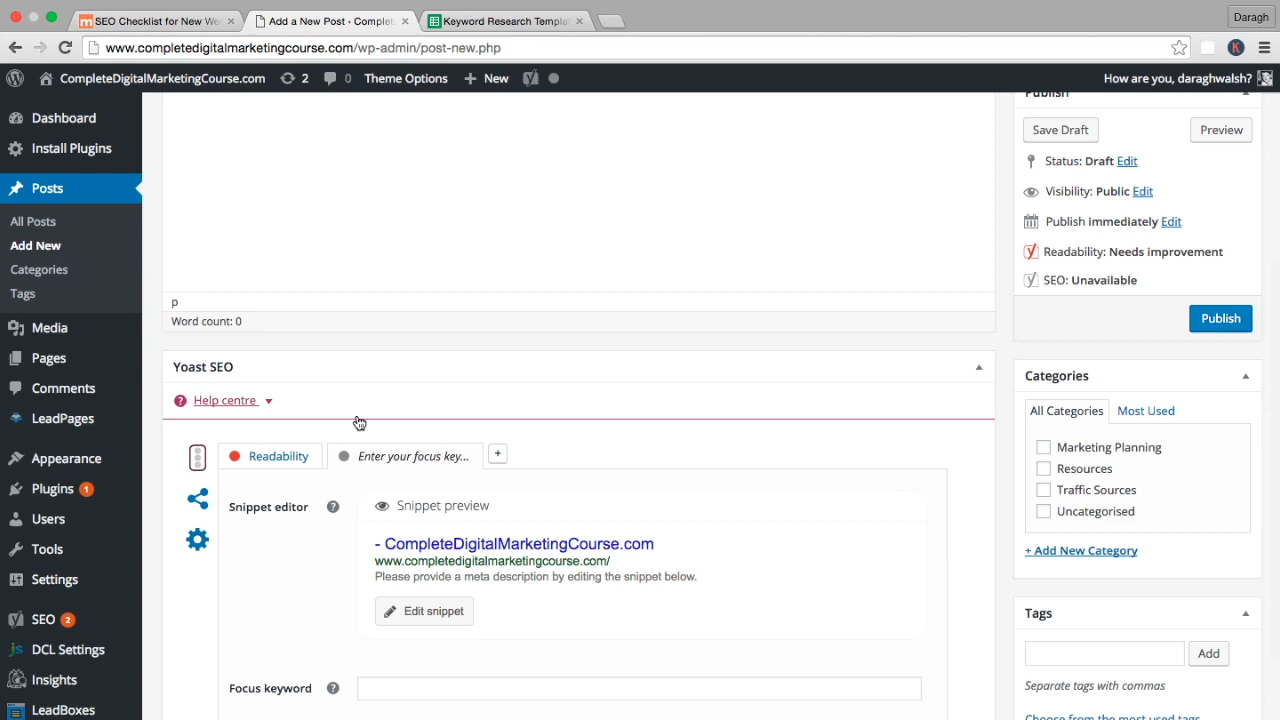 SEO Checklist for New We
Add a New Post ‹ Complet
Keyword Research Templat
Daragh
www.completedigitalmarketingcourse.com/wp-admin/post-new.php
K
CompleteDigitalMarketingCourse.com
2
0
Theme Options
New
How are you, daraghwalsh?
Dashboard
Install Plugins
Posts
All Posts
Add New
Categories
Tags
Media
Pages
Comments
LeadPages
Appearance
Plugins 1
Users
Tools
Settings
SEO 2
DCL Settings
Insights
LeadBoxes
p
Word count: 0
Yoast SEO
? Help centre
Readability
Enter your focus key...
+
Snippet editor ?
Snippet preview
- CompleteDigitalMarketingCourse.com
www.completedigitalmarketingcourse.com/
Please provide a meta description by editing the snippet below.
Edit snippet
Focus keyword ?
Publish
Save Draft
Preview
Status: Draft Edit
Visibility: Public Edit
Publish immediately Edit
Readability: Needs improvement
SEO: Unavailable
Publish
Categories
All Categories
Most Used
Marketing Planning
Resources
Traffic Sources
Uncategorised
+ Add New Category
Tags
Add
Separate tags with commas
Choose from the most used tags